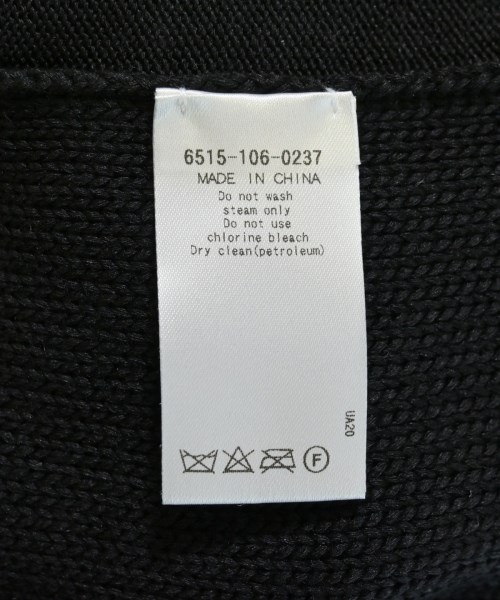 6515-106-0237
MADE IN CHINA
Do not wash
steam only
Do not use
chlorine bleach
Dry clean(petroleum)
UA20
F